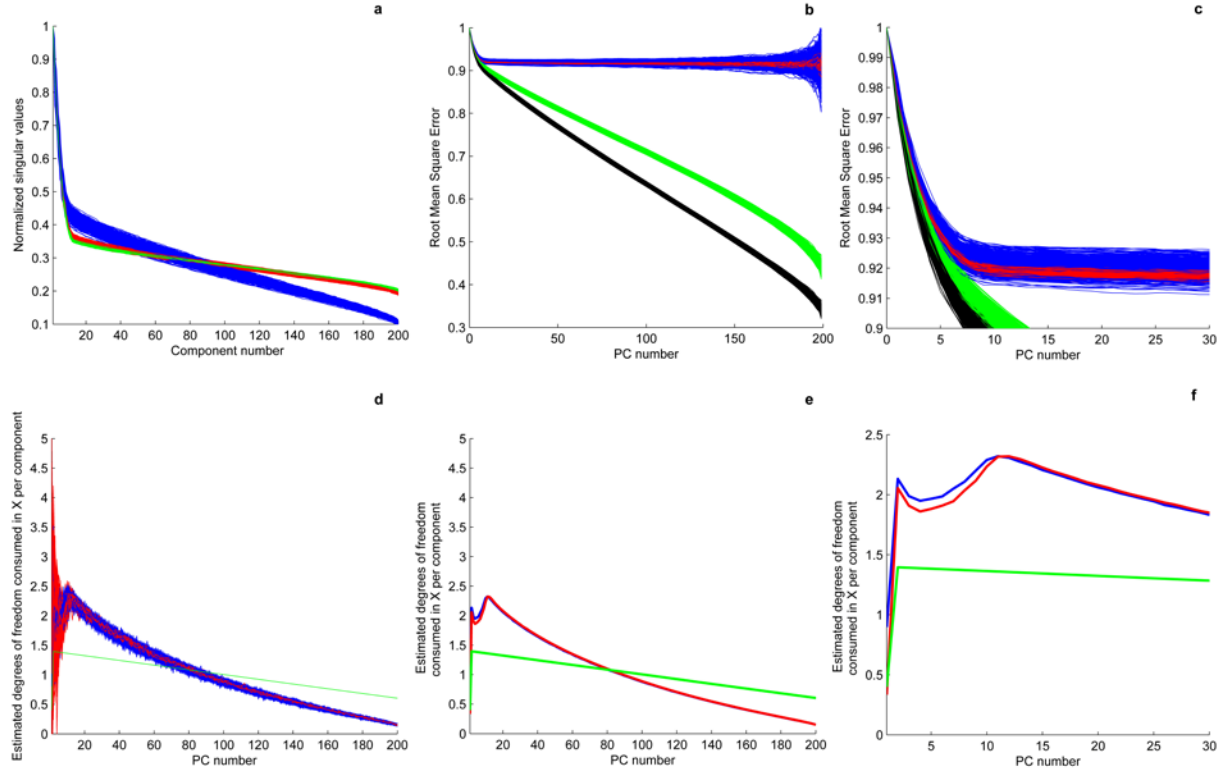 a
Normalized singular values
1
0.9
0.8
0.7
0.6
0.5
0.4
0.3
0.2
0.1
20 40 60 80 100 120 140 160 180 200
Component number
b
Root Mean Square Error
1
0.9
0.8
0.7
0.6
0.5
0.4
0.3
0 50 100 150 200
PC number
c
Root Mean Square Error
1
0.99
0.98
0.97
0.96
0.95
0.94
0.93
0.92
0.91
0.9
0 5 10 15 20 25 30
PC number
d
Estimated degrees of freedom consumed in X per component
5
4.5
4
3.5
3
2.5
2
1.5
1
0.5
0
20 40 60 80 100 120 140 160 180 200
PC number
e
Estimated degrees of freedom
consumed in X per component
5
4.5
4
3.5
3
2.5
2
1.5
1
0.5
0
20 40 60 80 100 120 140 160 180 200
PC number
f
Estimated degrees of freedom
consumed in X per component
2.5
2
1.5
1
0.5
0
5 10 15 20 25 30
PC number